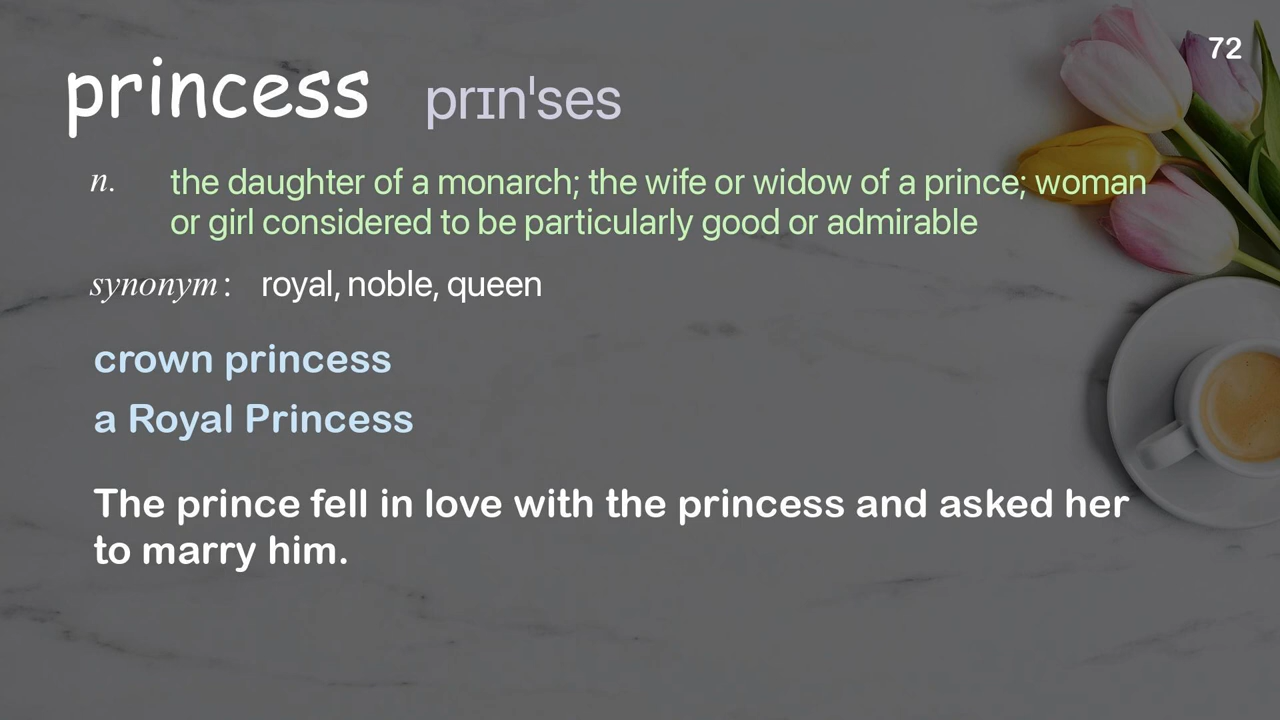 72
princess prɪn'ses
n. the daughter of a monarch; the wife or widow of a prince; woman
or girl considered to be particularly good or admirable
synonym : royal, noble, queen
crown princess
a Royal Princess
The prince fell in love with the princess and asked her
to marry him.